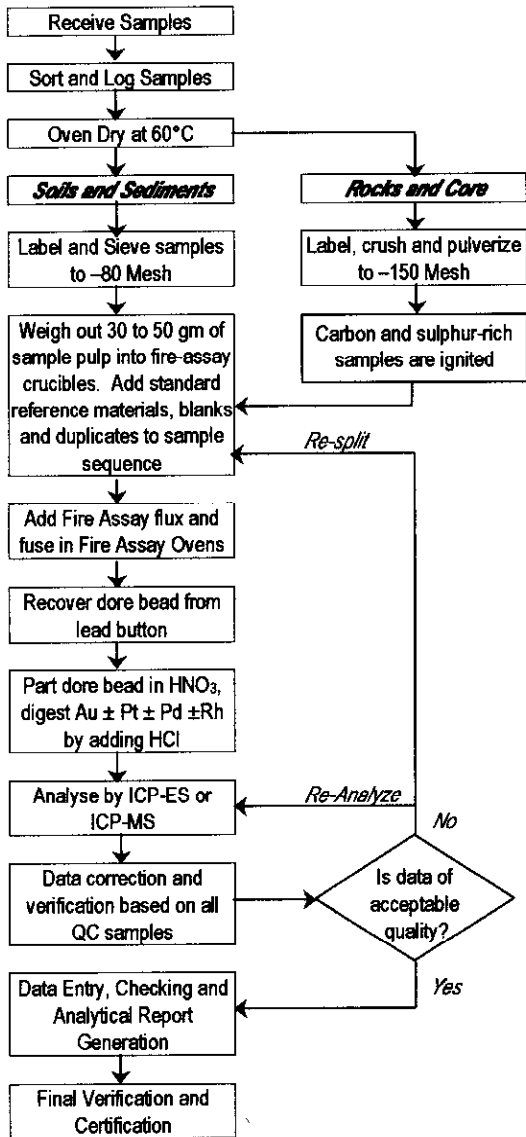 Receive Samples
Sort and Log Samples
Oven Dry at 60°C
Soils and Sediments
Rocks and Core
Label and Sieve samples
to –80 Mesh
Label, crush and pulverize
to –150 Mesh
Weigh out 30 to 50 gm of
sample pulp into fire-assay
crucibles. Add standard
reference materials, blanks
and duplicates to sample
sequence
Carbon and sulphur-rich
samples are ignited
Re-split
Add Fire Assay flux and
fuse in Fire Assay Ovens
Recover dore bead from
lead button
Part dore bead in HNO₃,
digest Au ± Pt ± Pd ±Rh
by adding HCl
Analyse by ICP-ES or
ICP-MS
Re-Analyze
No
Data correction and
verification based on all
QC samples
Is data of
acceptable
quality?
Yes
Data Entry, Checking and
Analytical Report
Generation
Final Verification and
Certification